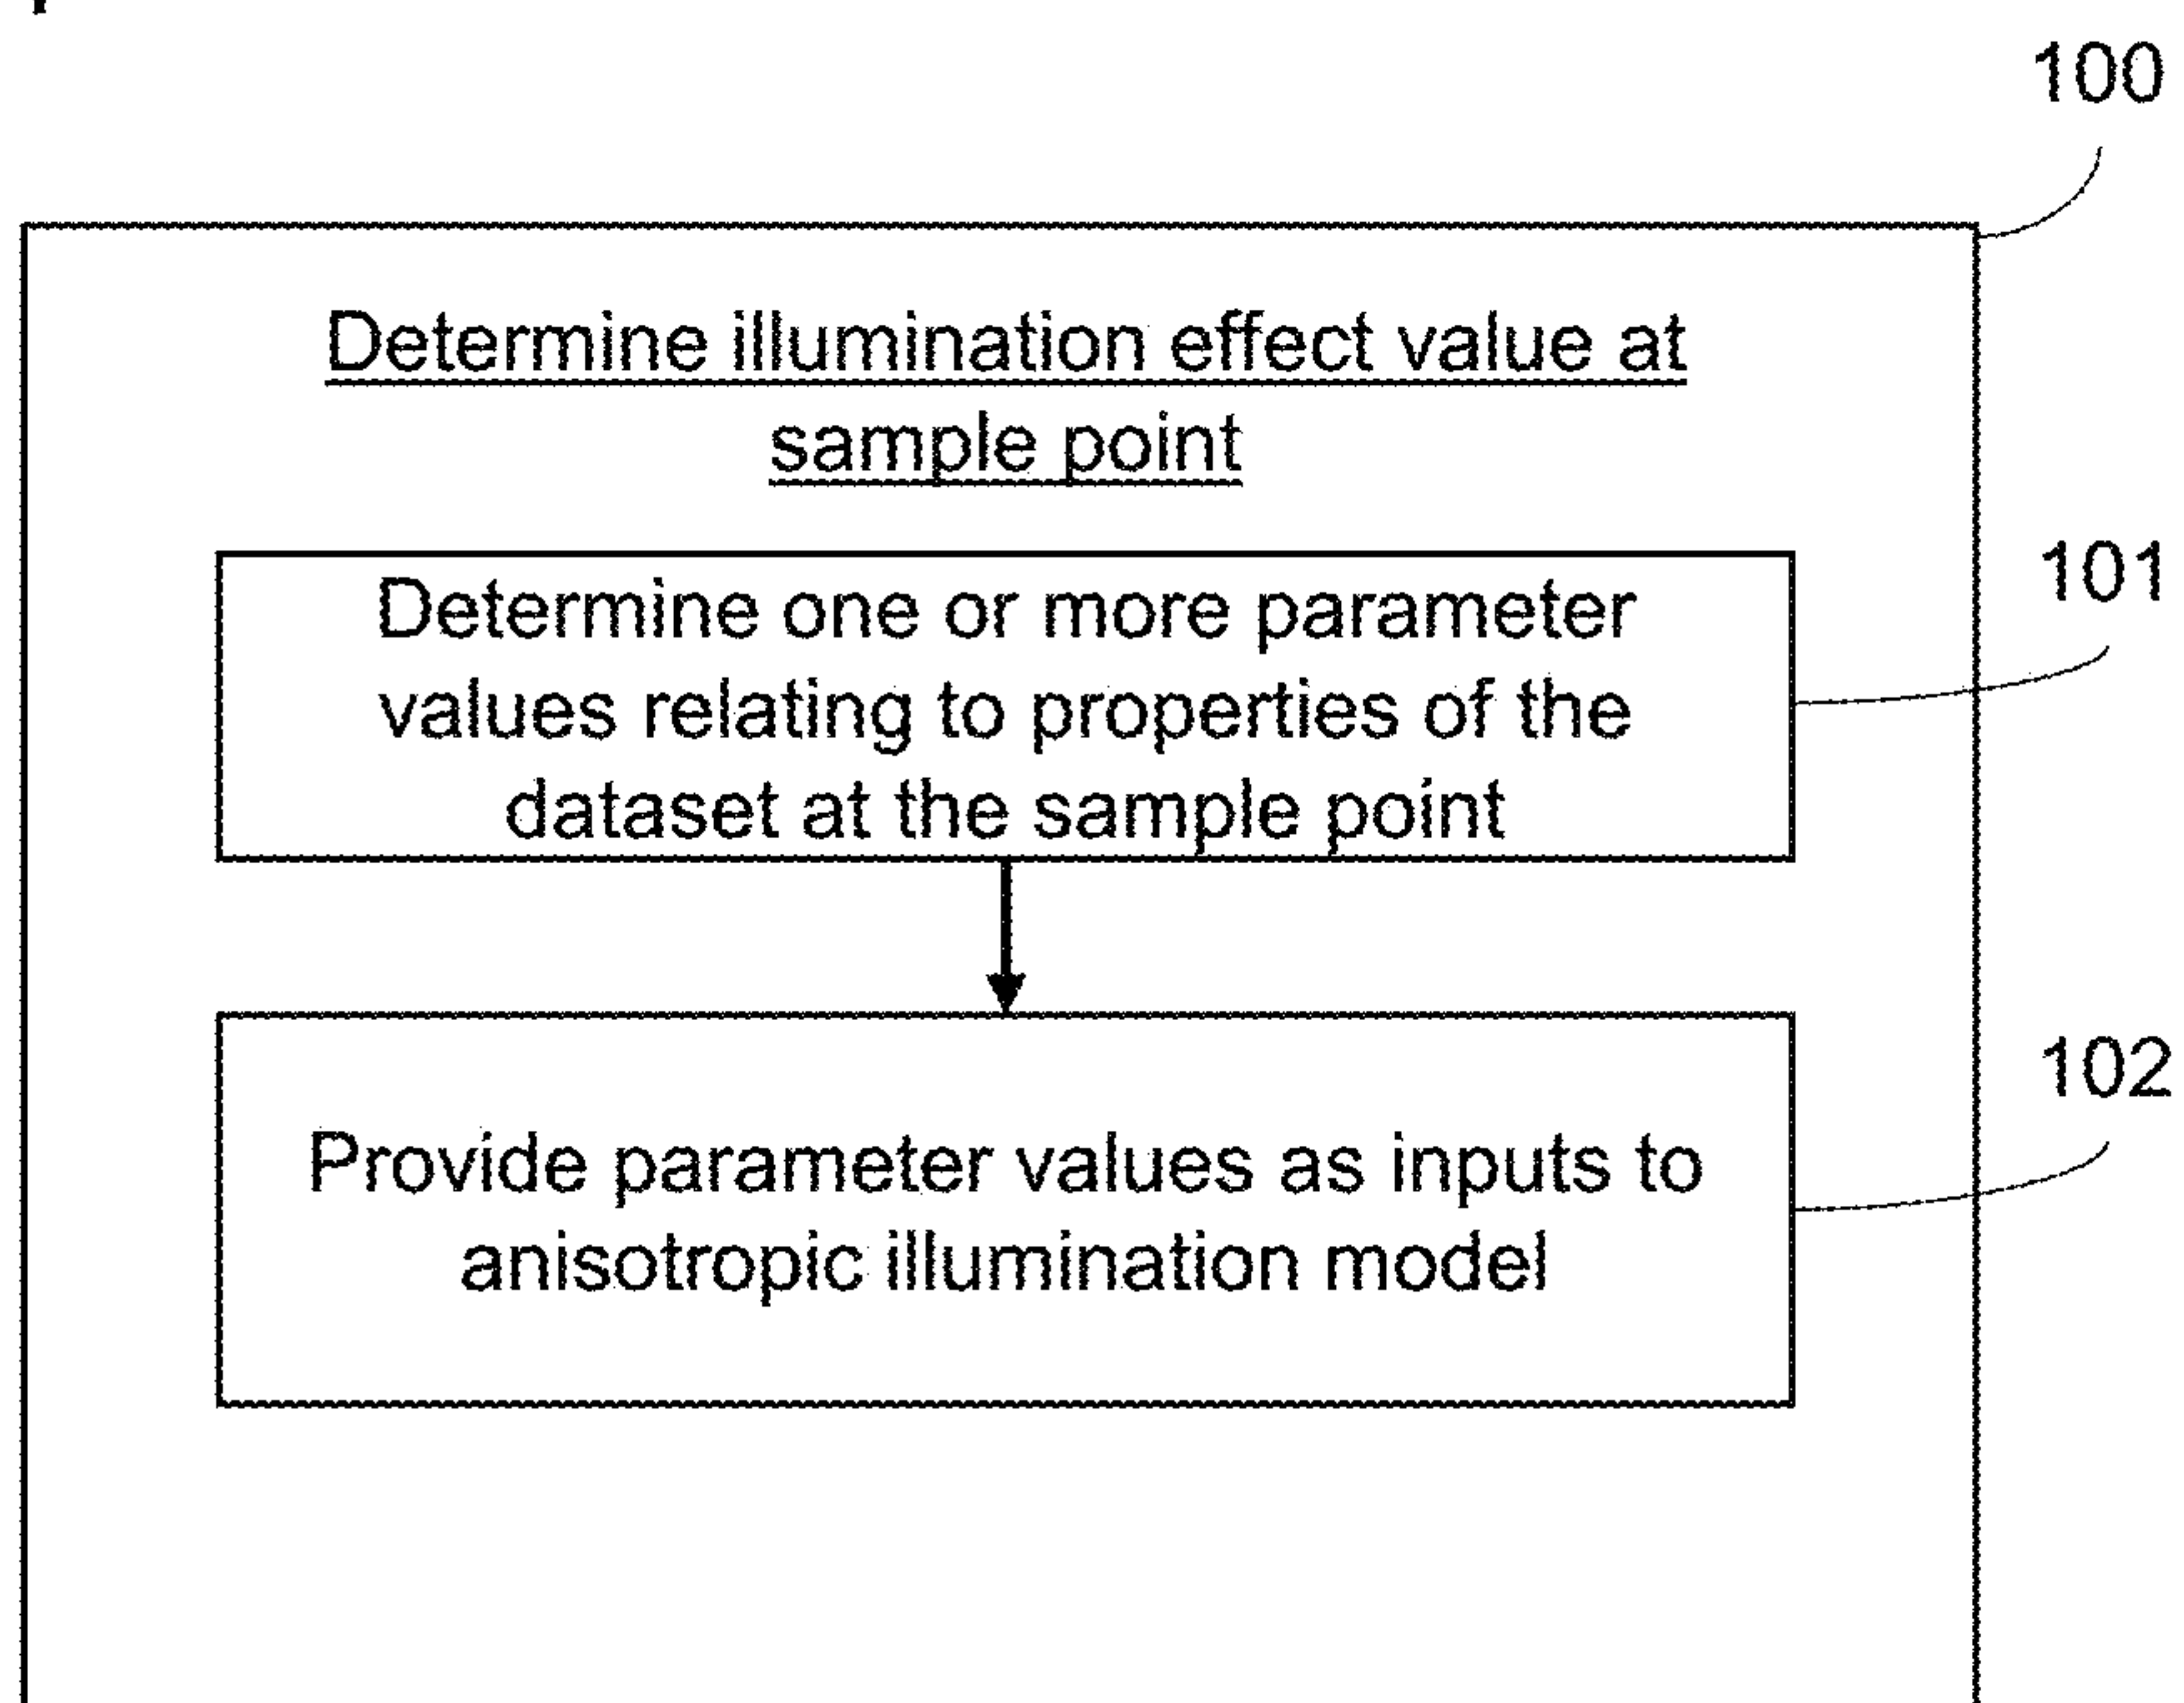 100
Determine illumination effect value at
sample point
101
Determine one or more parameter
values relating to properties of the
dataset at the sample point
102
Provide parameter values as inputs to
anisotropic illumination model